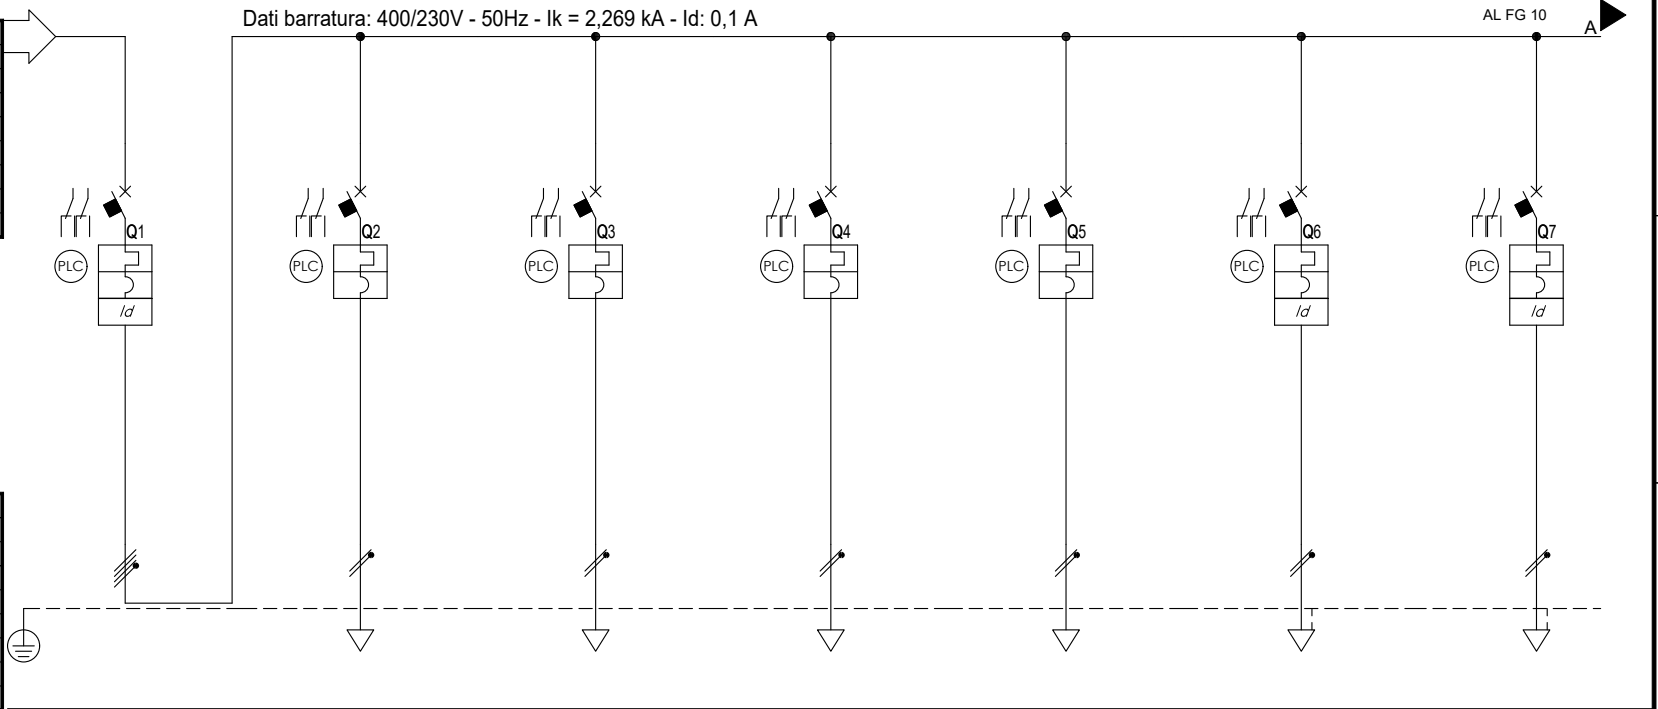 Dati barratura: 400/230V - 50Hz - Ik = 2,269 kA - Id: 0,1 A
AL FG 10
A
Q1 Q2 Q3 Q4 Q5 Q6 Q7
PLC PLC PLC PLC PLC PLC PLC
Id Id Id